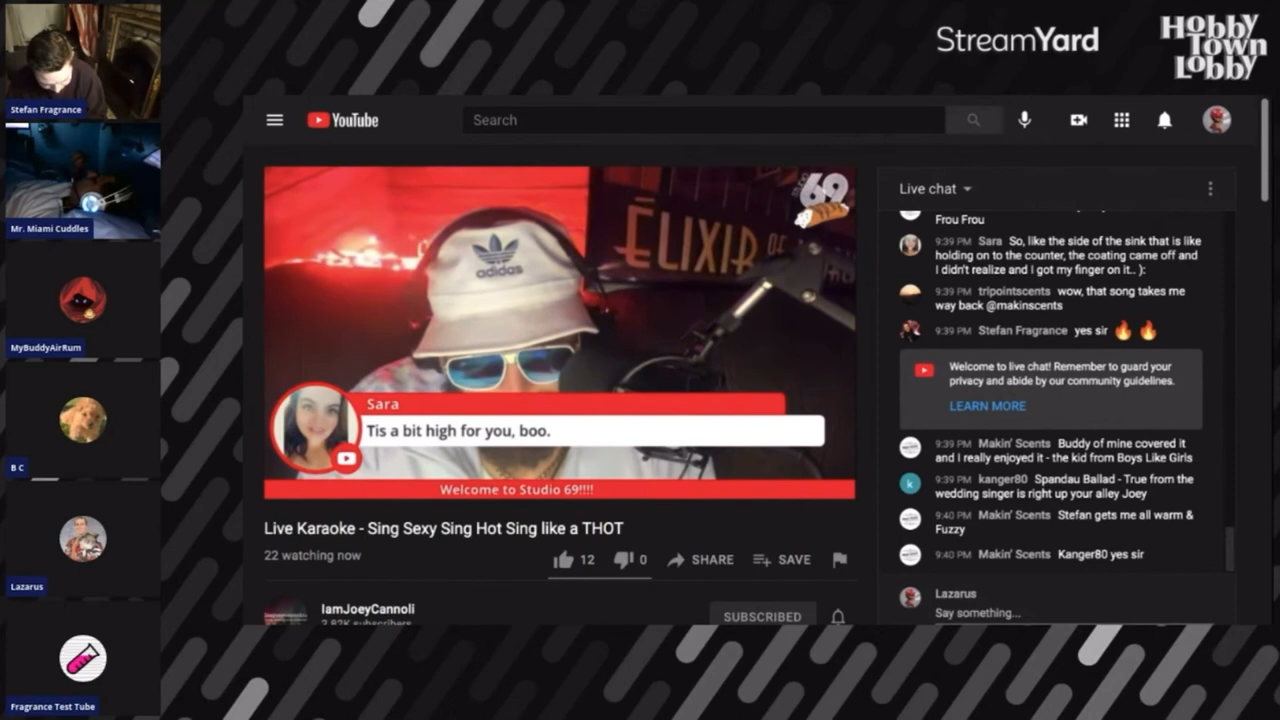 StreamYard
Hobby
Town
Lobby
Stefan Fragrance
Mr. Miami Cuddles
MyBuddyAirRum
B C
Lazarus
Fragrance Test Tube
YouTube
Search
69
ÉLIXIR DE
adidas
Sara
Tis a bit high for you, boo.
Welcome to Studio 69!!!!
Live Karaoke - Sing Sexy Sing Hot Sing like a THOT
22 watching now
12
0
SHARE
SAVE
IamJoeyCannoli
2.82K subscribers
SUBSCRIBED
Live chat
Frou Frou
9:39 PM Sara So, like the side of the sink that is like
holding on to the counter, the coating came off and
I didn't realize and I got my finger on it.. ):
9:39 PM tripointscents wow, that song takes me
way back @makinscents
9:39 PM Stefan Fragrance yes sir 🔥 🔥
Welcome to live chat! Remember to guard your
privacy and abide by our community guidelines.
LEARN MORE
9:39 PM Makin' Scents Buddy of mine covered it
and I really enjoyed it - the kid from Boys Like Girls
k
9:39 PM kanger80 Spandau Ballad - True from the
wedding singer is right up your alley Joey
9:40 PM Makin' Scents Stefan gets me all warm &
Fuzzy
9:40 PM Makin' Scents Kanger80 yes sir
Lazarus
Say something...